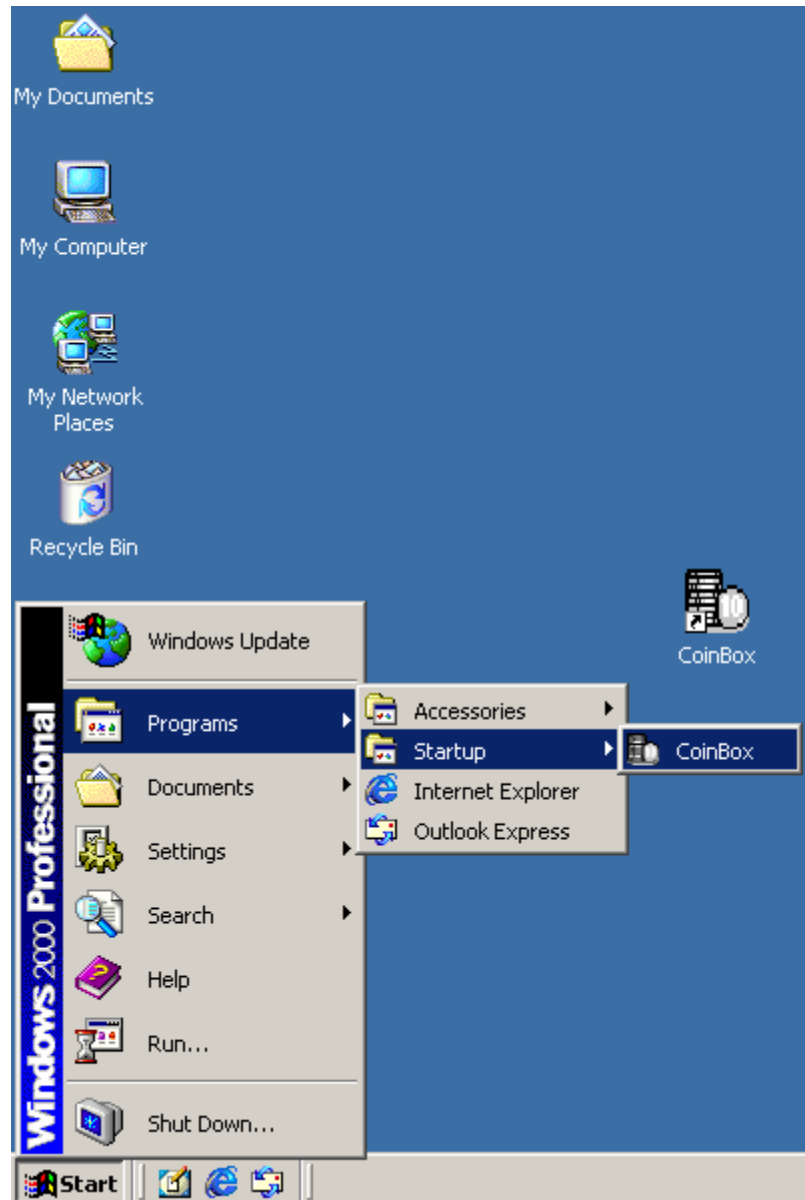 My Documents
My Computer
My Network
Places
Recycle Bin
CoinBox
Windows 2000 Professional
Windows Update
Programs
Documents
Settings
Search
Help
Run...
Shut Down...
Accessories
Startup
Internet Explorer
Outlook Express
CoinBox
Start